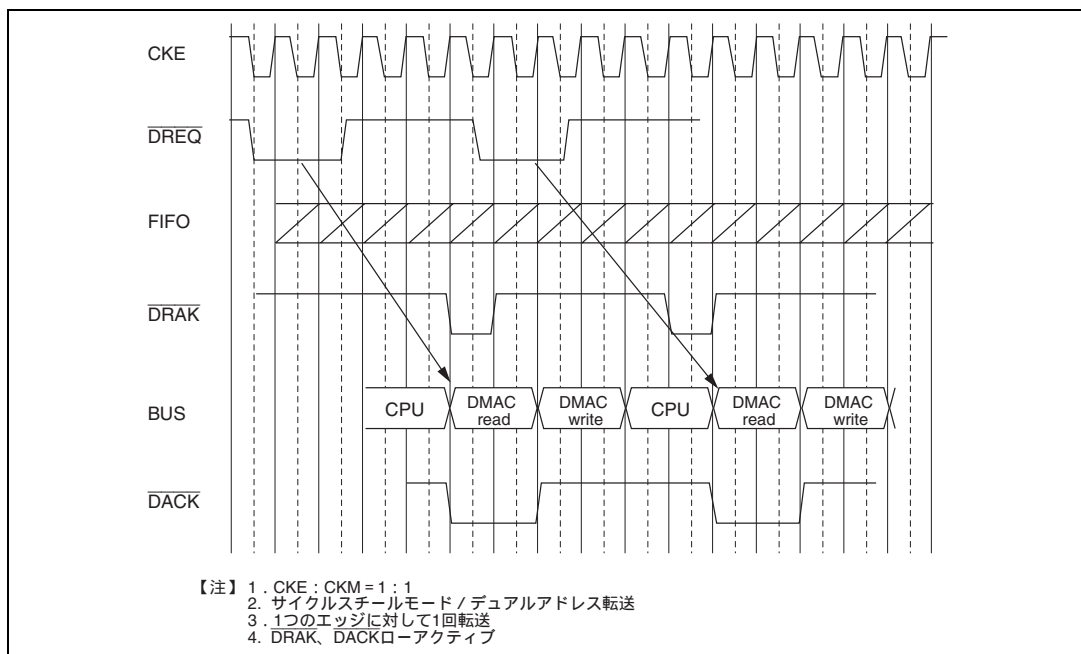 CKE
DREQ
FIFO
DRAK
BUS
CPU
DMAC
read
DMAC
write
CPU
DMAC
read
DMAC
write
DACK
【注】 1．CKE：CKM＝1：1
2. サイクルスチールモード／デュアルアドレス転送
3．1つのエッジに対して1回転送
4. DRAK、DACKローアクティブ